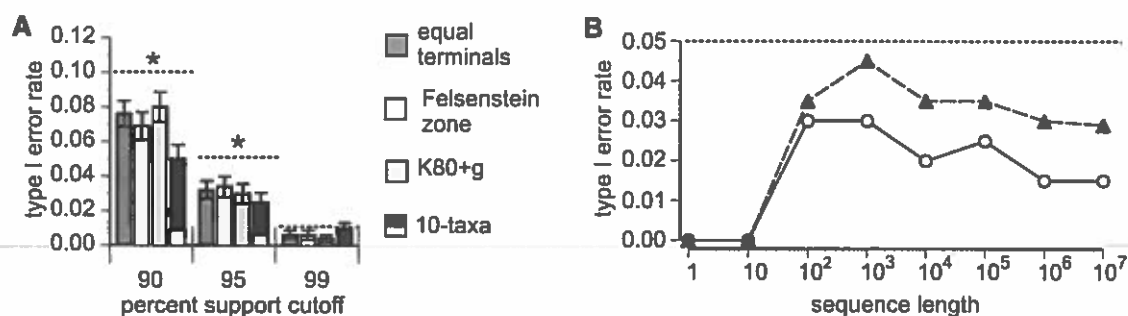 A
type I error rate
0.12
0.10
0.08
0.06
0.04
0.02
0.00
*
*
90 95 99
percent support cutoff
equal
terminals
Felsenstein
zone
K80+g
10-taxa
B
type I error rate
0.05
0.04
0.03
0.02
0.01
0.00
1 10 10² 10³ 10⁴ 10⁵ 10⁶ 10⁷
sequence length